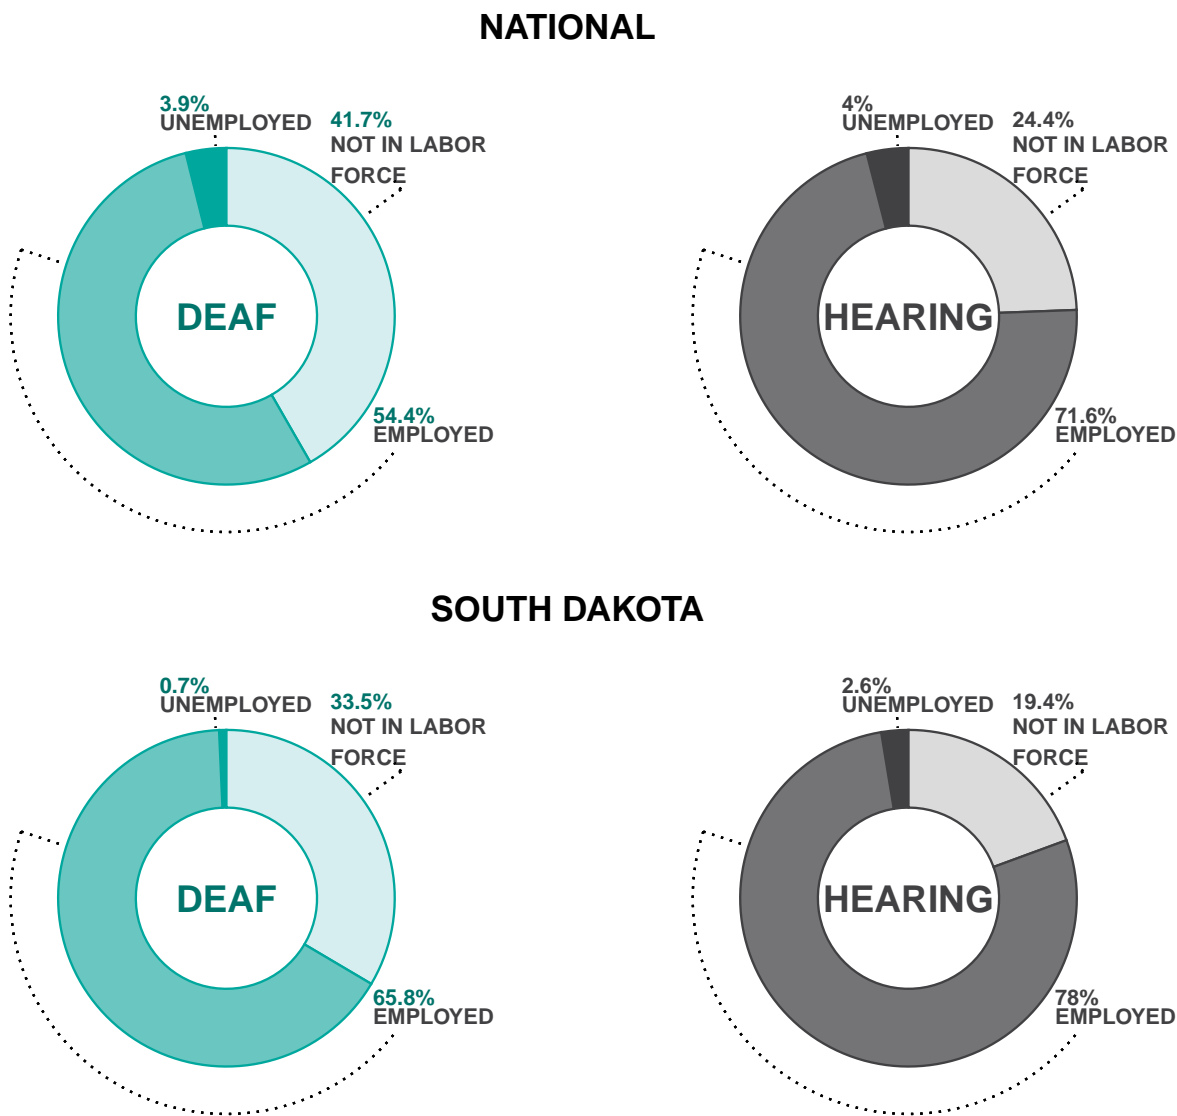 NATIONAL
3.9%
UNEMPLOYED
41.7%
NOT IN LABOR
FORCE
DEAF
54.4%
EMPLOYED
4%
UNEMPLOYED
24.4%
NOT IN LABOR
FORCE
HEARING
71.6%
EMPLOYED
SOUTH DAKOTA
0.7%
UNEMPLOYED
33.5%
NOT IN LABOR
FORCE
DEAF
65.8%
EMPLOYED
2.6%
UNEMPLOYED
19.4%
NOT IN LABOR
FORCE
HEARING
78%
EMPLOYED